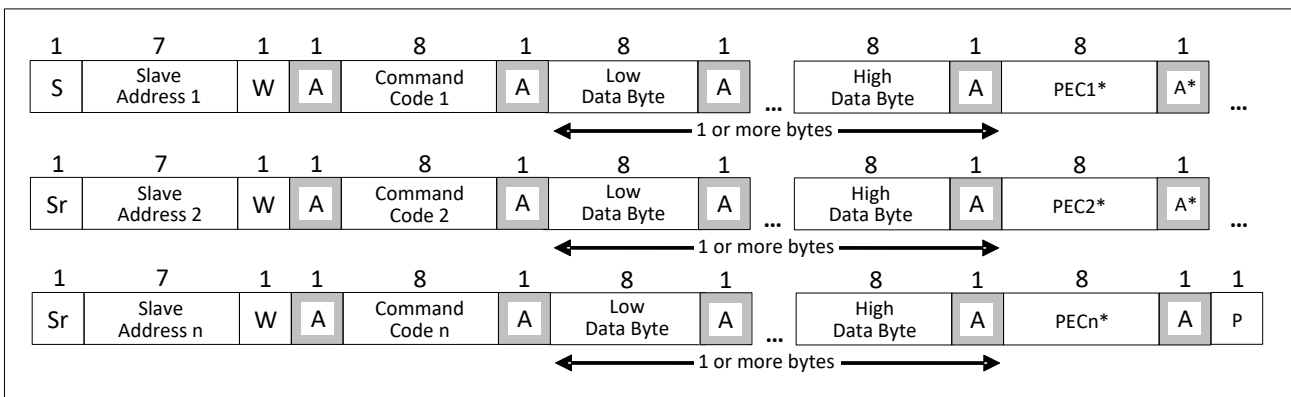 1 7 1 1 8 1 8 1 8 1 8 1
S Slave Address 1 W A Command Code 1 A Low Data Byte A ... High Data Byte A PEC1* A* ...
1 or more bytes
1 7 1 1 8 1 8 1 8 1 8 1
Sr Slave Address 2 W A Command Code 2 A Low Data Byte A ... High Data Byte A PEC2* A* ...
1 or more bytes
1 7 1 1 8 1 8 1 8 1 8 1 1
Sr Slave Address n W A Command Code n A Low Data Byte A ... High Data Byte A PECn* A P
1 or more bytes